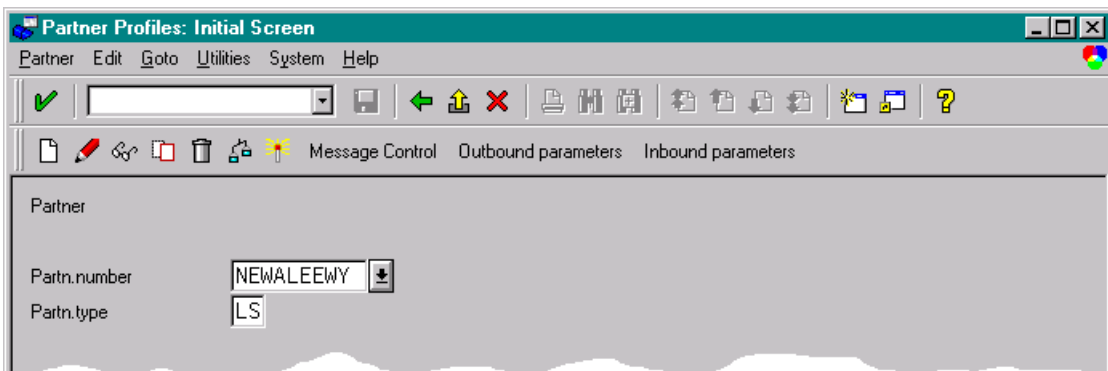 Partner Profiles: Initial Screen
Partner Edit Goto Utilities System Help
Message Control Outbound parameters Inbound parameters
Partner
Partn.number NEWALEEWY
Partn.type LS